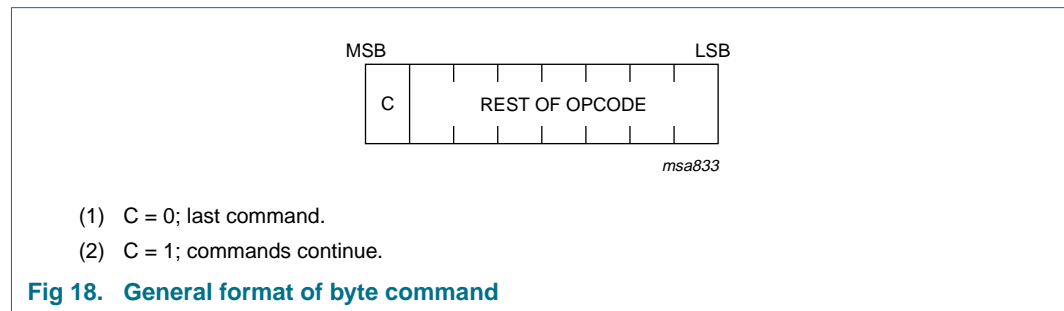 MSB LSB
C REST OF OPCODE
msa833
(1) C = 0; last command.
(2) C = 1; commands continue.
Fig 18. General format of byte command